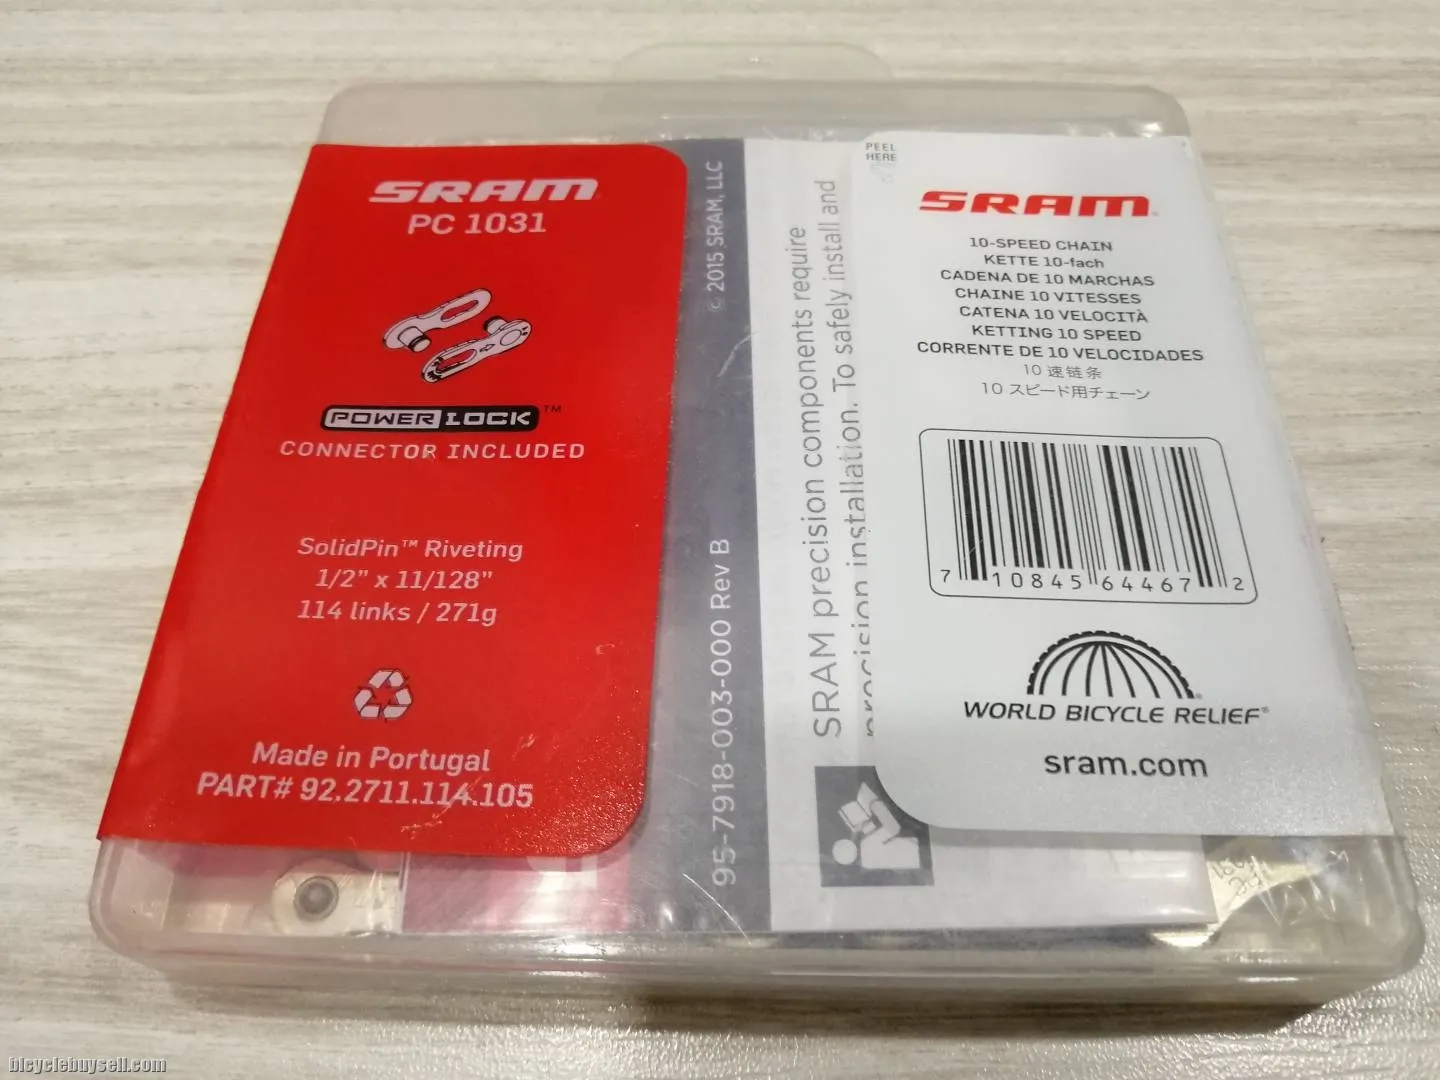 SRAM
PC 1031
POWER LOCK™
CONNECTOR INCLUDED
SolidPin™ Riveting
1/2" x 11/128"
114 links / 271g
Made in Portugal
PART# 92.2711.114.105
© 2015 SRAM, LLC
95-7918-003-000 Rev B
SRAM precision components require
precision installation. To safely install and
PEEL
HERE
SRAM
10-SPEED CHAIN
KETTE 10-fach
CADENA DE 10 MARCHAS
CHAINE 10 VITESSES
CATENA 10 VELOCITÀ
KETTING 10 SPEED
CORRENTE DE 10 VELOCIDADES
10 速链条
10 スピード用チェーン
7 10845 64467 2
WORLD BICYCLE RELIEF®
sram.com
bicyclebuysell.com